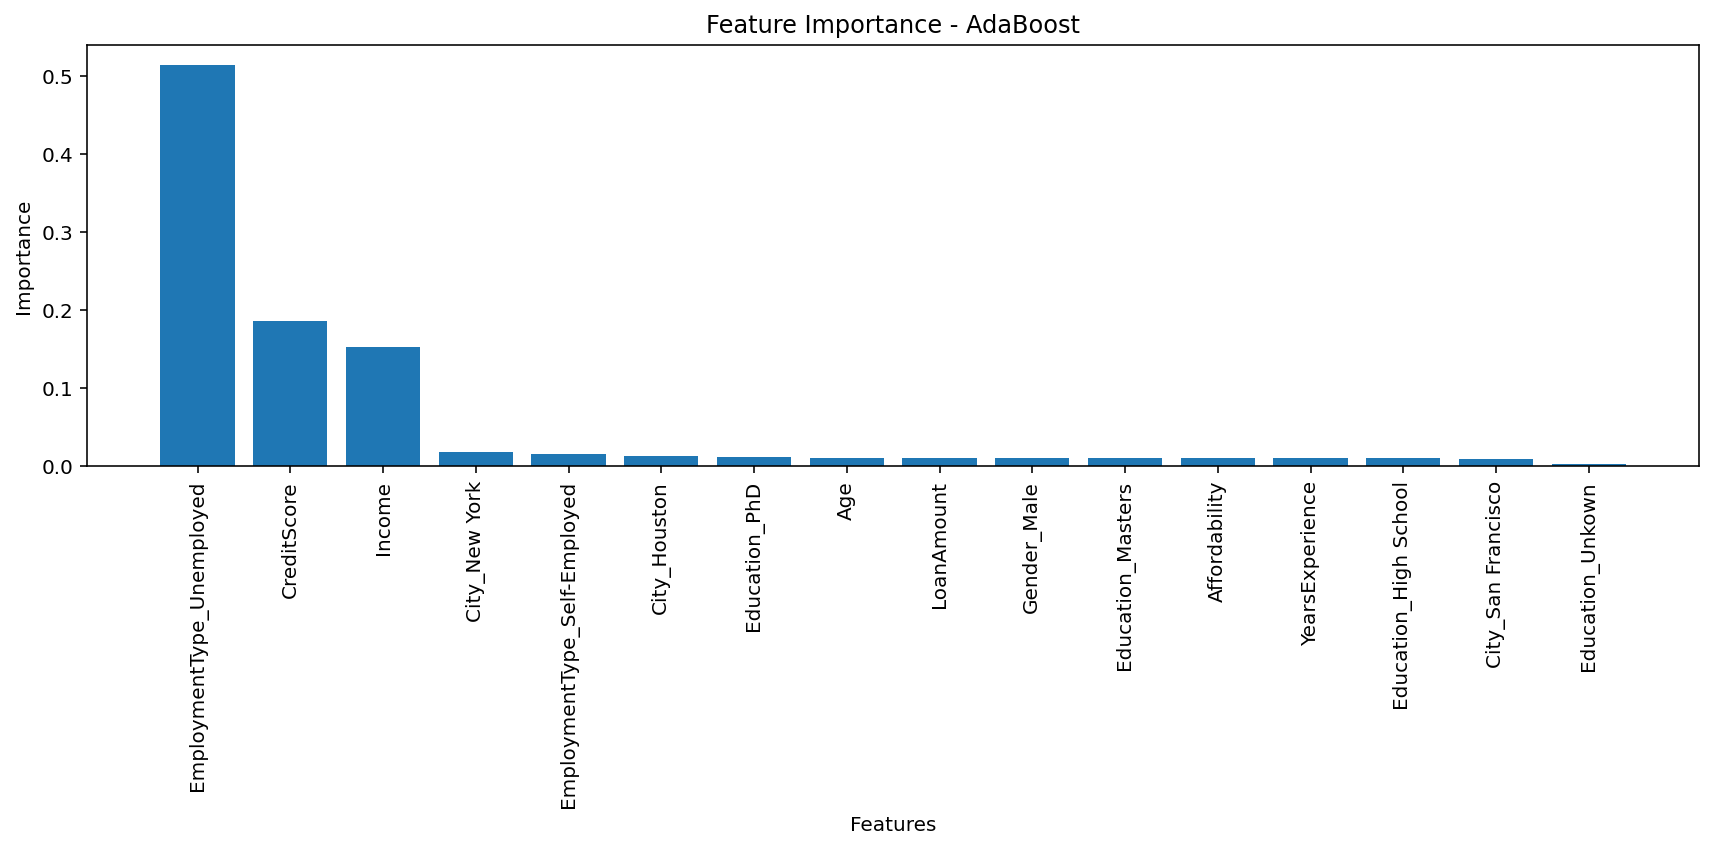 Feature Importance - AdaBoost
Importance
0.5
0.4
0.3
0.2
0.1
0.0
EmploymentType_Unemployed
CreditScore
Income
City_New York
EmploymentType_Self-Employed
City_Houston
Education_PhD
Age
LoanAmount
Gender_Male
Education_Masters
Affordability
YearsExperience
Education_High School
City_San Francisco
Education_Unkown
Features